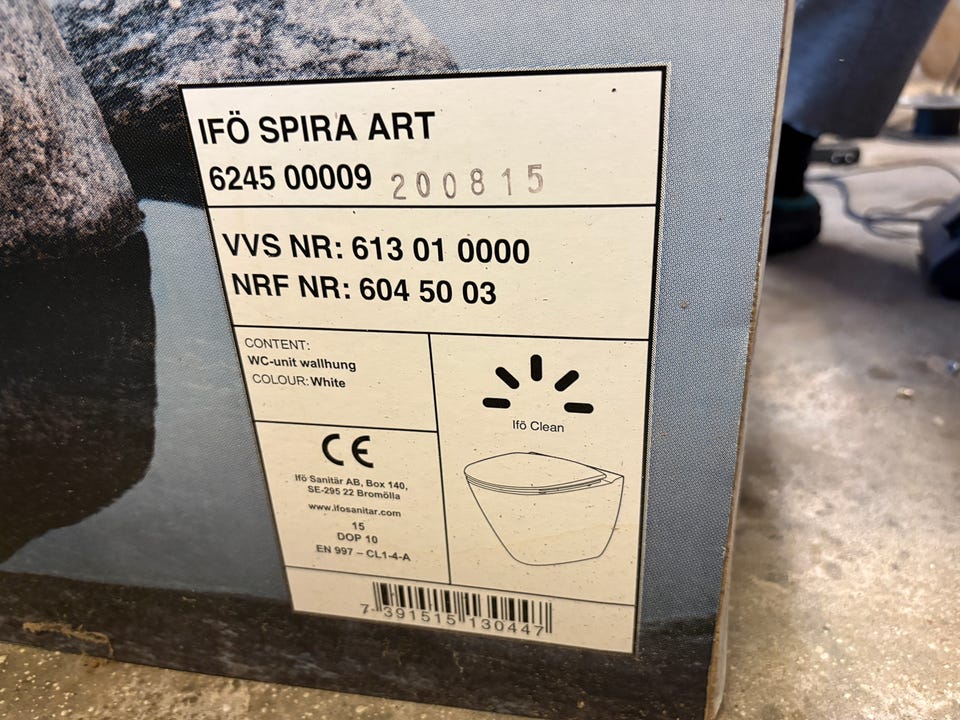 IFÖ SPIRA ART
6245 00009 200815
VVS NR: 613 01 0000
NRF NR: 604 50 03
CONTENT:
WC-unit wallhung
COLOUR: White
Ifö Clean
CE
Ifö Sanitär AB, Box 140,
SE-295 22 Bromölla
www.ifosanitar.com
15
DOP 10
EN 997 – CL1-4-A
7 391515 130447